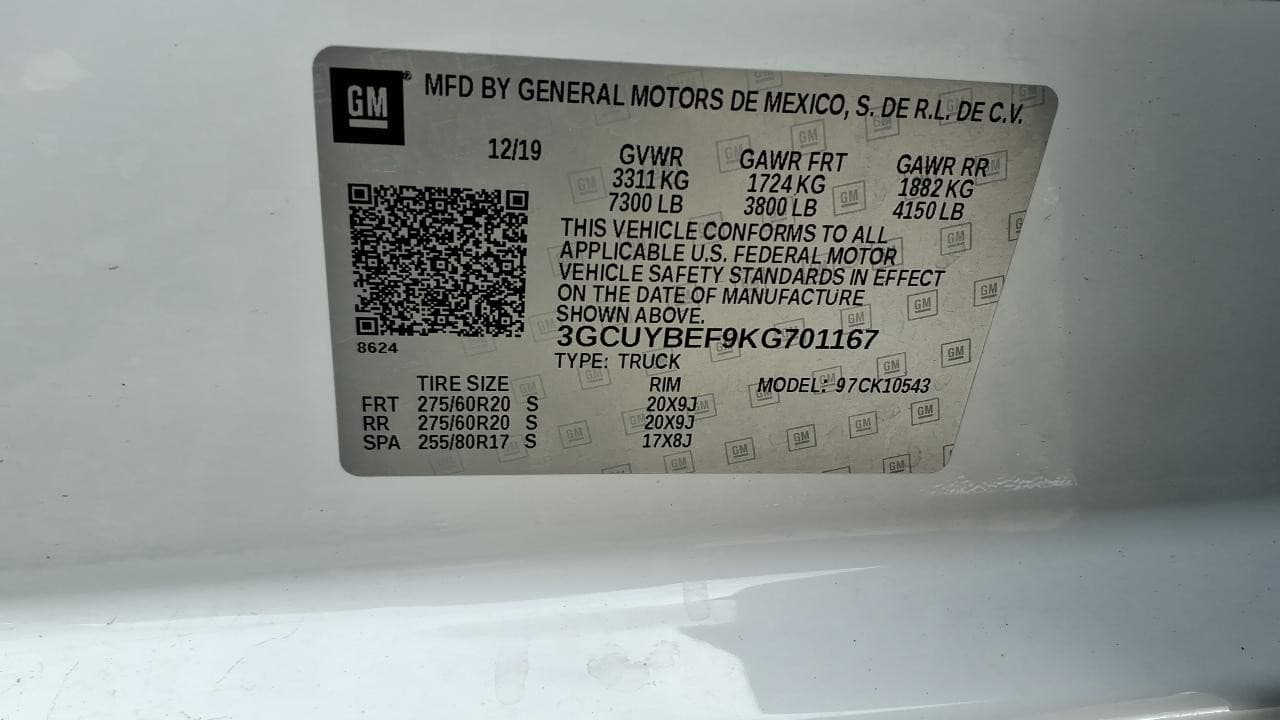 GM® MFD BY GENERAL MOTORS DE MEXICO, S. DE R.L. DE C.V.
12/19 GVWR GAWR FRT GAWR RR
3311 KG 1724 KG 1882 KG
7300 LB 3800 LB 4150 LB
THIS VEHICLE CONFORMS TO ALL
APPLICABLE U.S. FEDERAL MOTOR
VEHICLE SAFETY STANDARDS IN EFFECT
ON THE DATE OF MANUFACTURE
SHOWN ABOVE.
3GCUYBEF9KG701167
8624
TYPE: TRUCK
TIRE SIZE RIM MODEL: 97CK10543
FRT 275/60R20 S 20X9J
RR 275/60R20 S 20X9J
SPA 255/80R17 S 17X8J